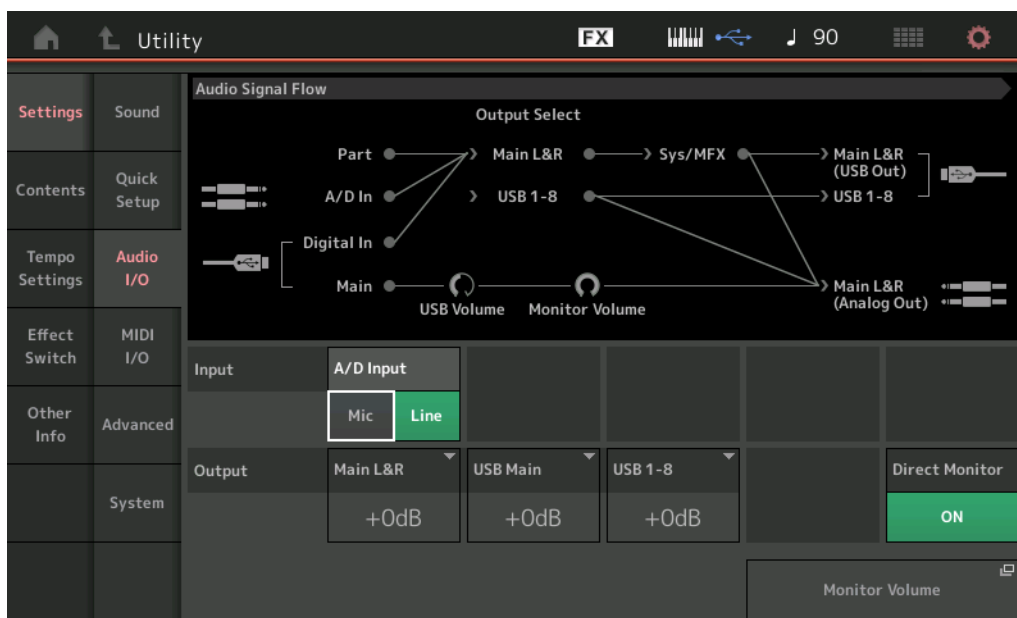 Utility
FX
90
Settings
Sound
Contents
Quick
Setup
Tempo
Settings
Audio
I/O
Effect
Switch
MIDI
I/O
Other
Info
Advanced
System
Audio Signal Flow
Output Select
Part
Main L&R
Sys/MFX
Main L&R
(USB Out)
A/D In
USB 1-8
USB 1-8
Digital In
Main
USB Volume
Monitor Volume
Main L&R
(Analog Out)
Input
A/D Input
Mic
Line
Output
Main L&R
USB Main
USB 1-8
Direct Monitor
+0dB
+0dB
+0dB
ON
Monitor Volume